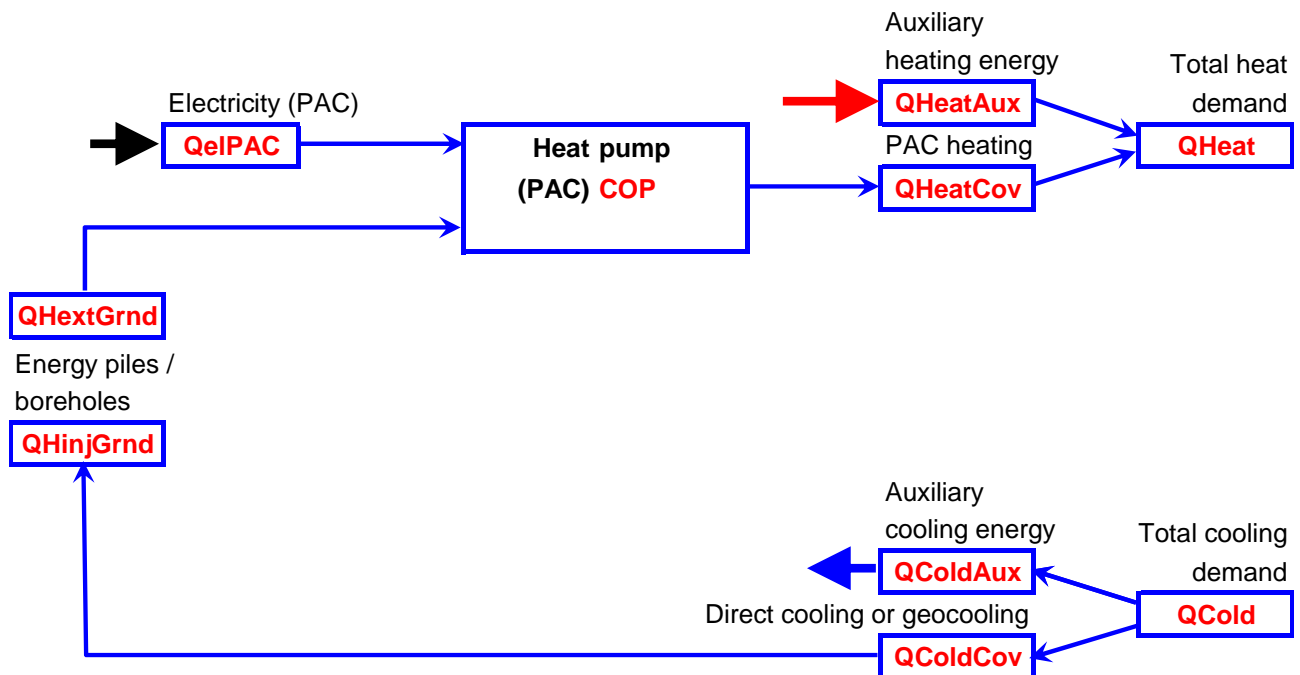 Auxiliary
heating energy
Total heat
demand
Electricity (PAC)
QHeatAux
QelPAC
Heat pump
(PAC) COP
PAC heating
QHeat
QHeatCov
QHextGrnd
Energy piles /
boreholes
QHinjGrnd
Auxiliary
cooling energy
Total cooling
demand
QColdAux
Direct cooling or geocooling
QCold
QColdCov